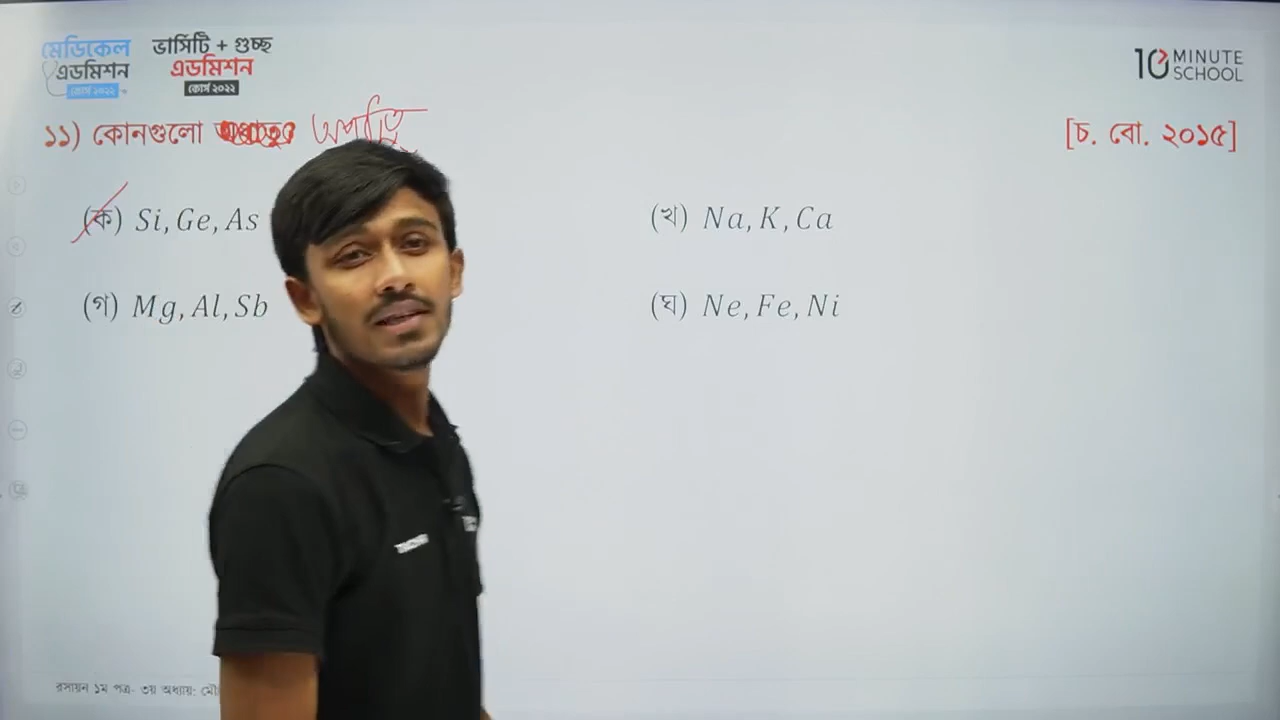 মেডিকেল
এডমিশন
কোর্স ২০২২
ভার্সিটি + গুচ্ছ
এডমিশন
কোর্স ২০২২
10 MINUTE SCHOOL
১১) কোনগুলো
[চ. বো. ২০১৫]
(ক) Si, Ge, As
(খ) Na, K, Ca
(গ) Mg, Al, Sb
(ঘ) Ne, Fe, Ni
রসায়ন ১ম পত্র- ৩য় অধ্যায়: